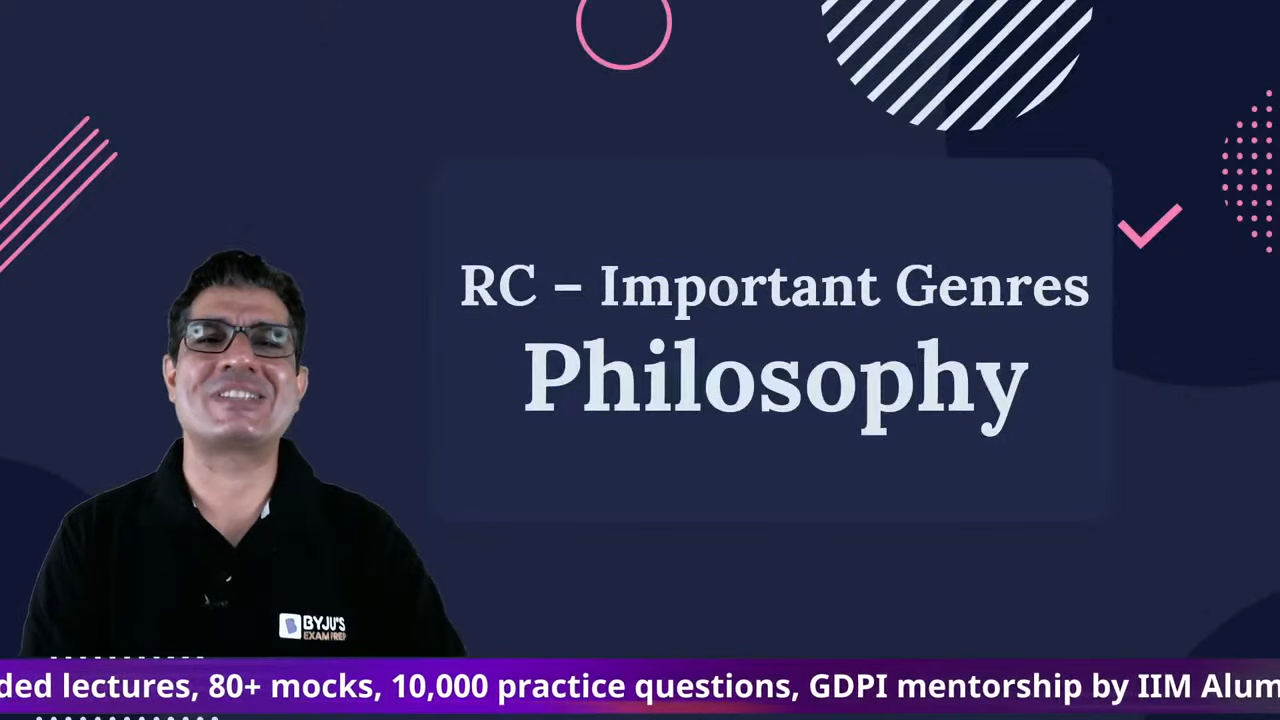 RC – Important Genres
Philosophy
BYJU'S
EXAM PREP
ded lectures, 80+ mocks, 10,000 practice questions, GDPI mentorship by IIM Alum